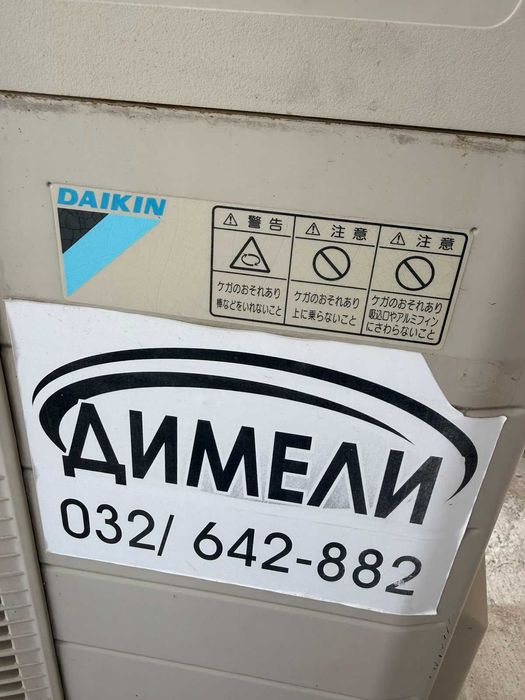 DAIKIN
⚠ 警告
ケガのおそれあり
棒などをいれないこと
⚠ 注意
ケガのおそれあり
上に乗らないこと
⚠ 注意
ケガのおそれあり
吸込口やアルミフィン
にさわらないこと
ДИМЕЛИ
032/ 642-882